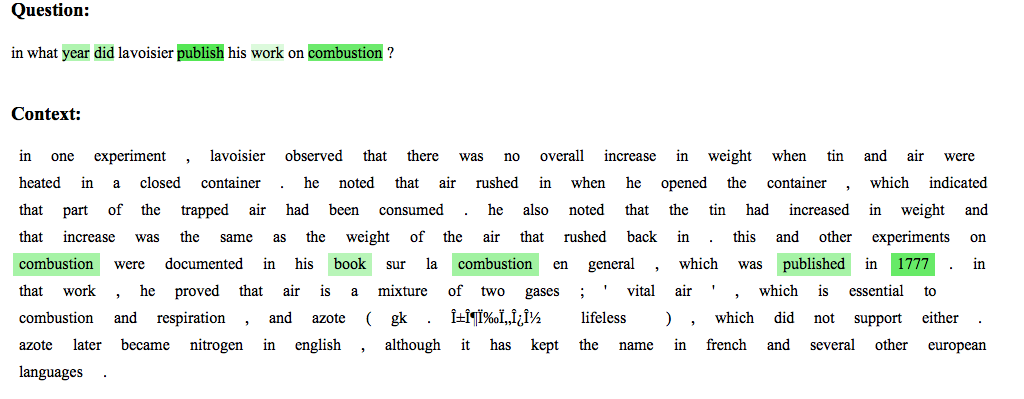 Question:
in what year did lavoisier publish his work on combustion ?
Context:
in one experiment , lavoisier observed that there was no overall increase in weight when tin and air were
heated in a closed container . he noted that air rushed in when he opened the container , which indicated
that part of the trapped air had been consumed . he also noted that the tin had increased in weight and
that increase was the same as the weight of the air that rushed back in . this and other experiments on
combustion were documented in his book sur la combustion en general , which was published in 1777 . in
that work , he proved that air is a mixture of two gases ; ' vital air ' , which is essential to
combustion and respiration , and azote ( gk . Î±Î¶Ï‰Ï„Î¿Î½ lifeless ) , which did not support either .
azote later became nitrogen in english , although it has kept the name in french and several other european
languages .